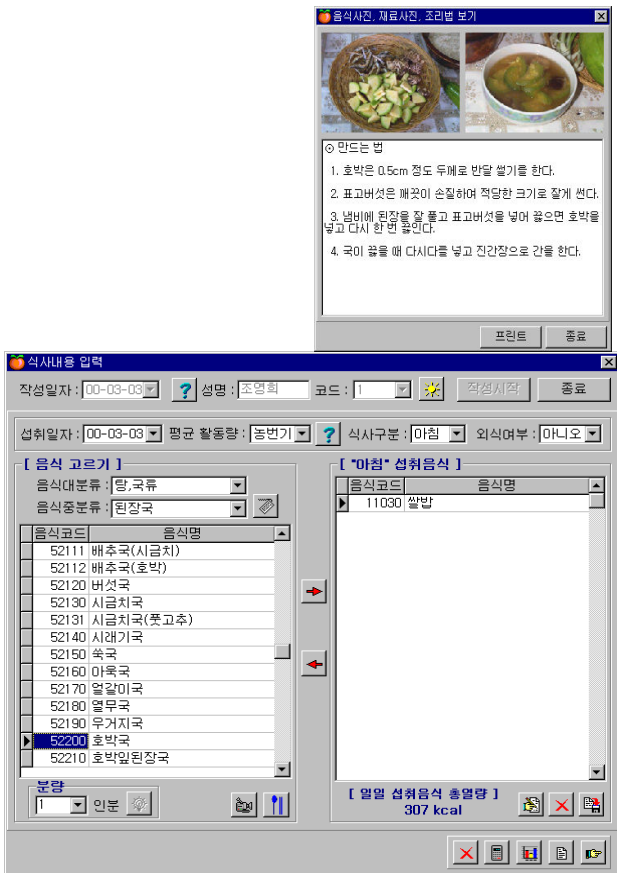 음식사진, 재료사진, 조리법 보기
⊙ 만드는 법
1. 호박은 0.5cm 정도 두께로 반달 썰기를 한다.
2. 표고버섯은 깨끗이 손질하여 적당한 크기로 잘게 썬다.
3. 냄비에 된장을 잘 풀고 표고버섯을 넣어 끓으면 호박을
넣고 다시 한 번 끓인다.
4. 국이 끓을 때 다시다를 넣고 진간장으로 간을 한다.
프린트 종료
식사내용 입력
작성일자 : 00-03-03 ? 성명 : 조영희 코드 : 1 작성시작 종료
섭취일자 : 00-03-03 평균 활동량 : 농번기 ? 식사구분 : 아침 외식여부 : 아니오
[ 음식 고르기 ]
음식대분류 : 탕,국류
음식중분류 : 된장국
음식코드 음식명
52111 배추국(시금치)
52112 배추국(호박)
52120 버섯국
52130 시금치국
52131 시금치국(풋고추)
52140 시래기국
52150 쑥국
52160 아욱국
52170 얼갈이국
52180 열무국
52190 우거지국
52200 호박국
52210 호박잎된장국
분량
1 인분
[ "아침" 섭취음식 ]
음식코드 음식명
11030 쌀밥
[ 일일 섭취음식 총열량 ]
307 kcal